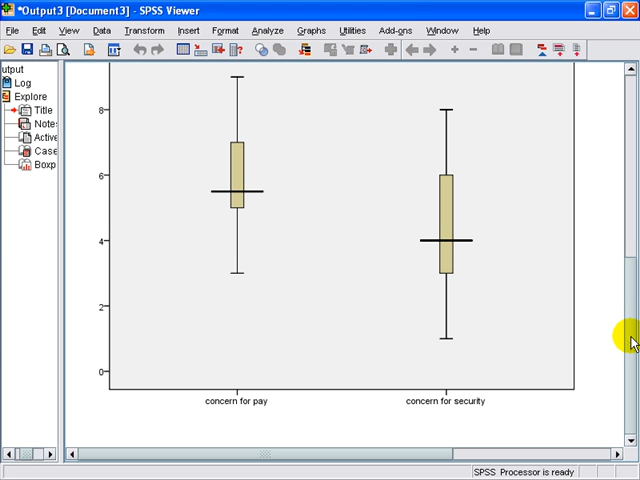 *Output3 [Document3] - SPSS Viewer
File Edit View Data Transform Insert Format Analyze Graphs Utilities Add-ons Window Help
utput
Log
Explore
Title
Notes
Active
Case
Boxp
8
6
4
2
0
concern for pay concern for security
SPSS Processor is ready